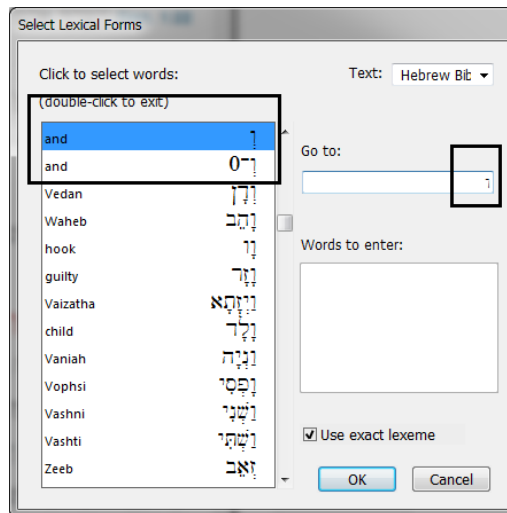 Select Lexical Forms
Click to select words:
(double-click to exit)
Text: Hebrew Bib
and וְ
and וְ־0
Vedan וְדָן
Waheb וָהֵב
hook וָו
guilty וָזָר
Vaizatha וַיְזָתָא
child וָלָד
Vaniah וַנְיָה
Vophsi וָפְסִי
Vashni וַשְׁנִי
Vashti וַשְׁתִּי
Zeeb זְאֵב
Go to:
ו
Words to enter:
Use exact lexeme
OK Cancel